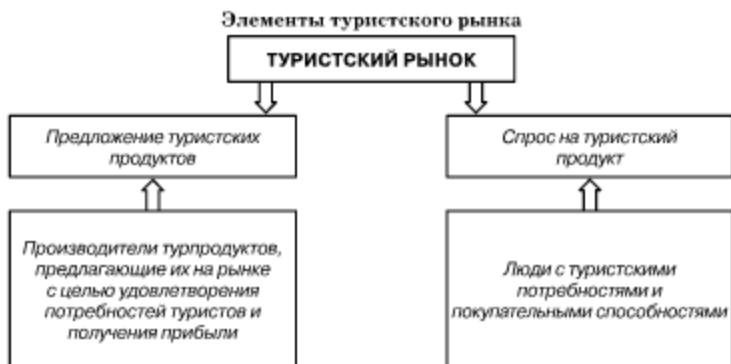 Элементы туристского рынка
ТУРИСТСКИЙ РЫНОК
Предложение туристских
продуктов
Спрос на туристский
продукт
Производители турпродуктов,
предлагающие их на рынке
с целью удовлетворения
потребностей туристов и
получения прибыли
Люди с туристскими
потребностями и
покупательными способностями